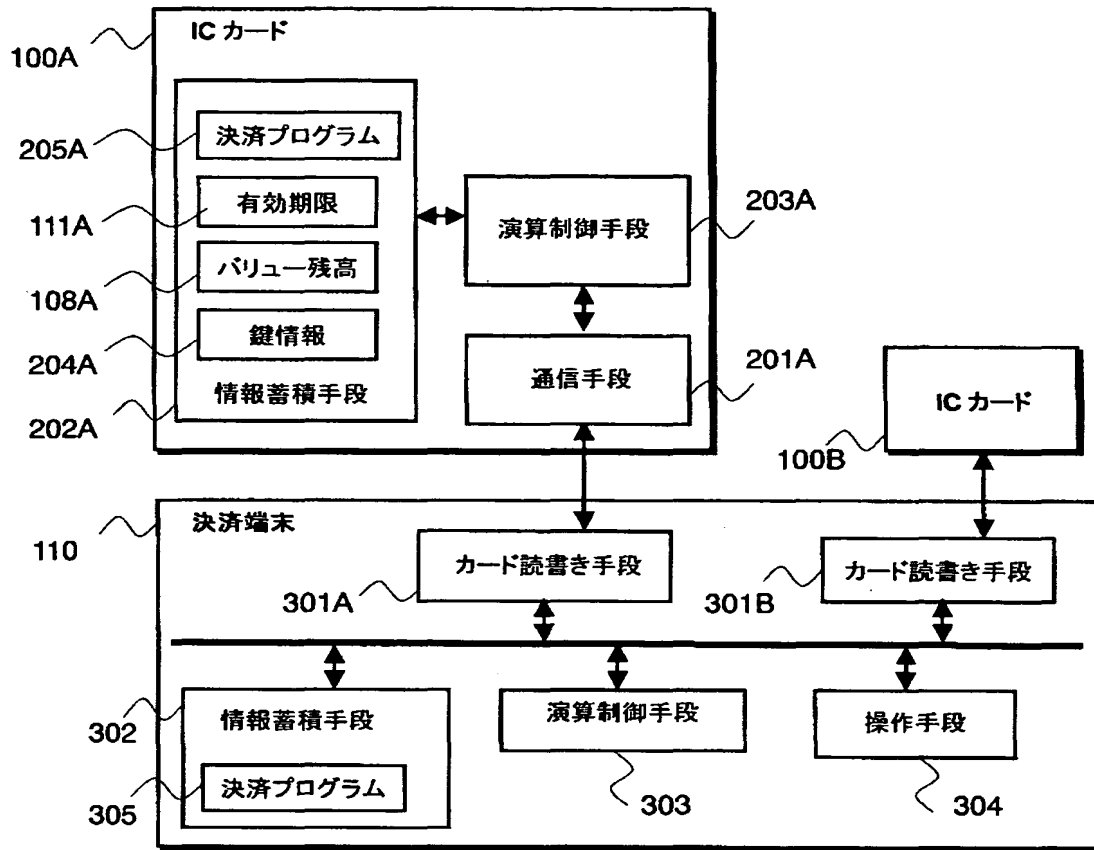 IC カード
100A
決済プログラム
205A
有効期限
111A
バリュー残高
108A
鍵情報
204A
情報蓄積手段
202A
演算制御手段
203A
通信手段
201A
IC カード
100B
決済端末
110
カード読書き手段
301A
カード読書き手段
301B
情報蓄積手段
302
決済プログラム
305
演算制御手段
303
操作手段
304